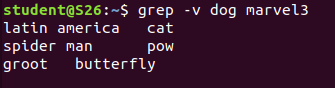 student@S26:~$ grep -v dog marvel3
latin america   cat
spider man      pow
groot   butterfly